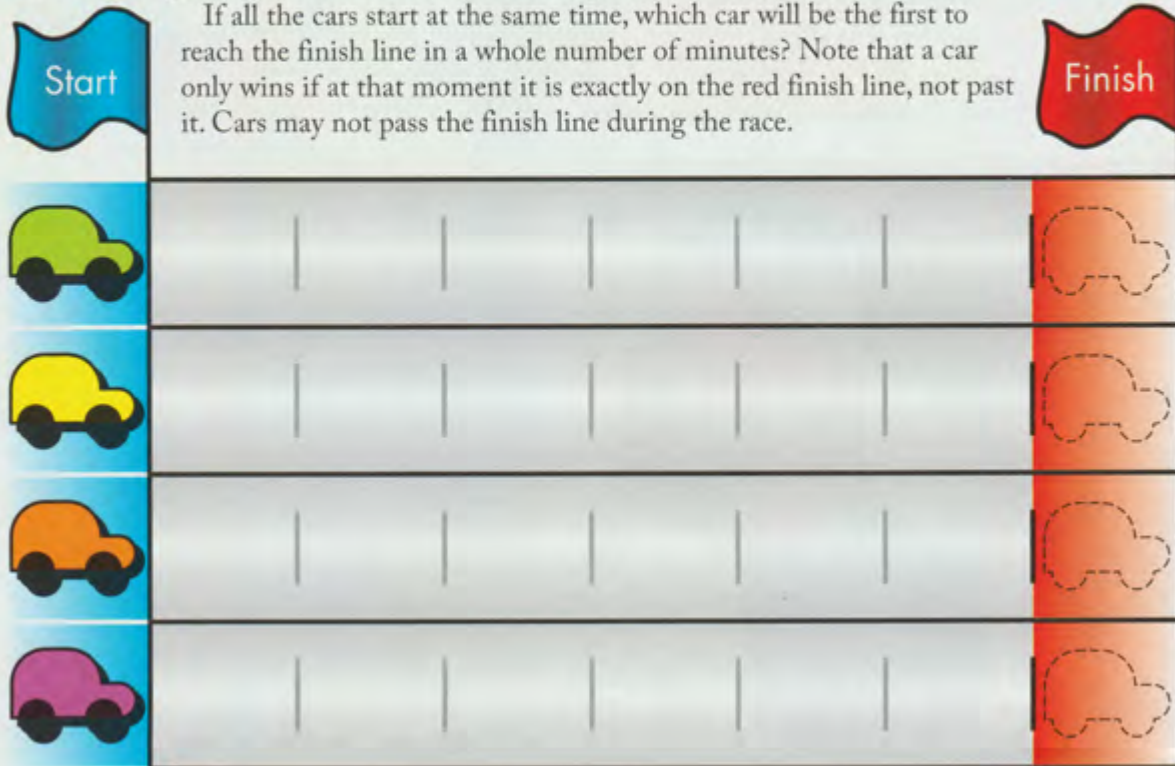 If all the cars start at the same time, which car will be the first to
reach the finish line in a whole number of minutes? Note that a car
only wins if at that moment it is exactly on the red finish line, not past
it. Cars may not pass the finish line during the race.
Start
Finish